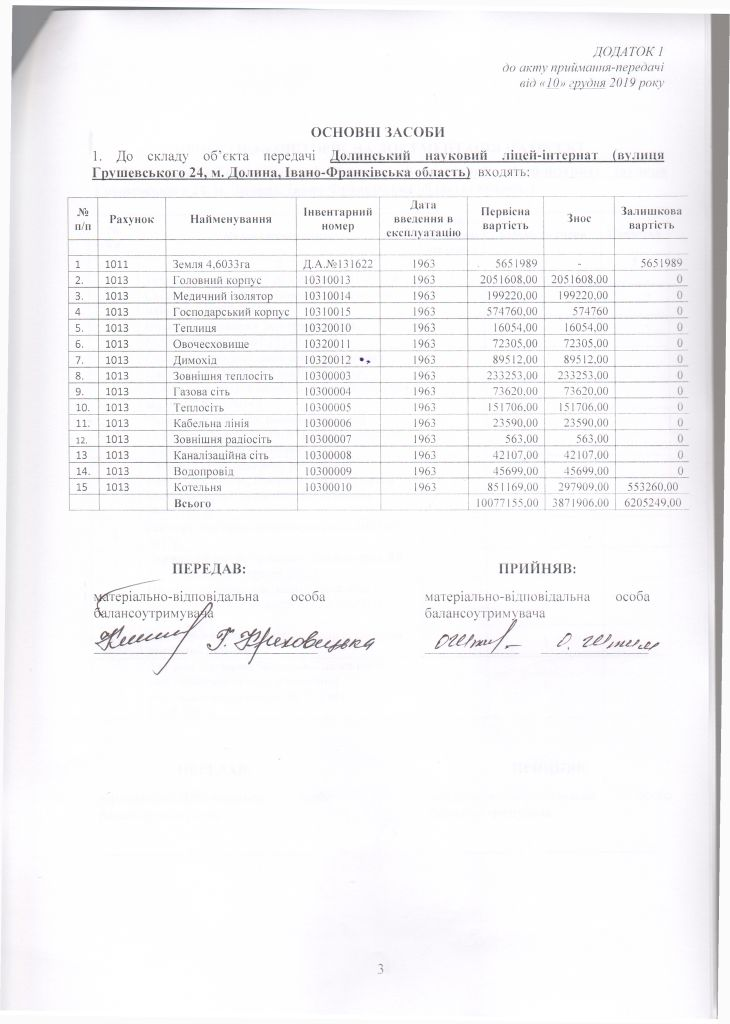 ДОДАТОК 1
до акту приймання-передачі
від «10» грудня 2019 року
ОСНОВНІ ЗАСОБИ
1. До складу об’єкта передачі Долинський науковий ліцей-інтернат (вулиця
Грушевського 24, м. Долина, Івано-Франківська область) входять:
№ п/п Рахунок Найменування Інвентарний номер Дата введення в експлуатацію Первісна вартість Знос Залишкова вартість
1 1011 Земля 4,6033га Д.А.№131622 1963 5651989 - 5651989
2. 1013 Головний корпус 10310013 1963 2051608,00 2051608,00 0
3. 1013 Медичний ізолятор 10310014 1963 199220,00 199220,00 0
4 1013 Господарський корпус 10310015 1963 574760,00 574760 0
5. 1013 Теплиця 10320010 1963 16054,00 16054,00 0
6. 1013 Овочесховище 10320011 1963 72305,00 72305,00 0
7. 1013 Димохід 10320012 1963 89512,00 89512,00 0
8. 1013 Зовнішня теплосіть 10300003 1963 233253,00 233253,00 0
9. 1013 Газова сіть 10300004 1963 73620,00 73620,00 0
10. 1013 Теплосіть 10300005 1963 151706,00 151706,00 0
11. 1013 Кабельна лінія 10300006 1963 23590,00 23590,00 0
12. 1013 Зовнішня радіосіть 10300007 1963 563,00 563,00 0
13 1013 Каналізаційна сіть 10300008 1963 42107,00 42107,00 0
14. 1013 Водопровід 10300009 1963 45699,00 45699,00 0
15 1013 Котельня 10300010 1963 851169,00 297909,00 553260,00
Всього 10077155,00 3871906,00 6205249,00
ПЕРЕДАВ: ПРИЙНЯВ:
матеріально-відповідальна особа матеріально-відповідальна особа
балансоутримувача балансоутримувача
Г. Креховецька
3